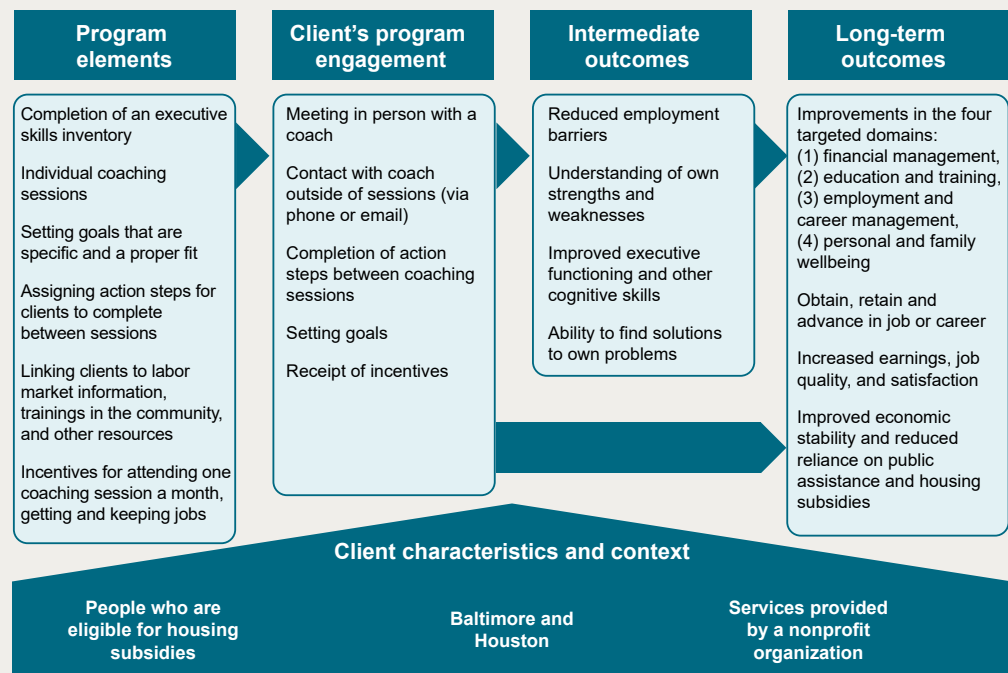 Program
elements
Completion of an executive
skills inventory
Individual coaching
sessions
Setting goals that are
specific and a proper fit
Assigning action steps for
clients to complete
between sessions
Linking clients to labor
market information,
trainings in the community,
and other resources
Incentives for attending one
coaching session a month,
getting and keeping jobs
Client’s program
engagement
Meeting in person with a
coach
Contact with coach
outside of sessions (via
phone or email)
Completion of action
steps between coaching
sessions
Setting goals
Receipt of incentives
Intermediate
outcomes
Reduced employment
barriers
Understanding of own
strengths and
weaknesses
Improved executive
functioning and other
cognitive skills
Ability to find solutions
to own problems
Long-term
outcomes
Improvements in the four
targeted domains:
(1) financial management,
(2) education and training,
(3) employment and
career management,
(4) personal and family
wellbeing
Obtain, retain and
advance in job or career
Increased earnings, job
quality, and satisfaction
Improved economic
stability and reduced
reliance on public
assistance and housing
subsidies
Client characteristics and context
People who are
eligible for housing
subsidies
Baltimore and
Houston
Services provided
by a nonprofit
organization